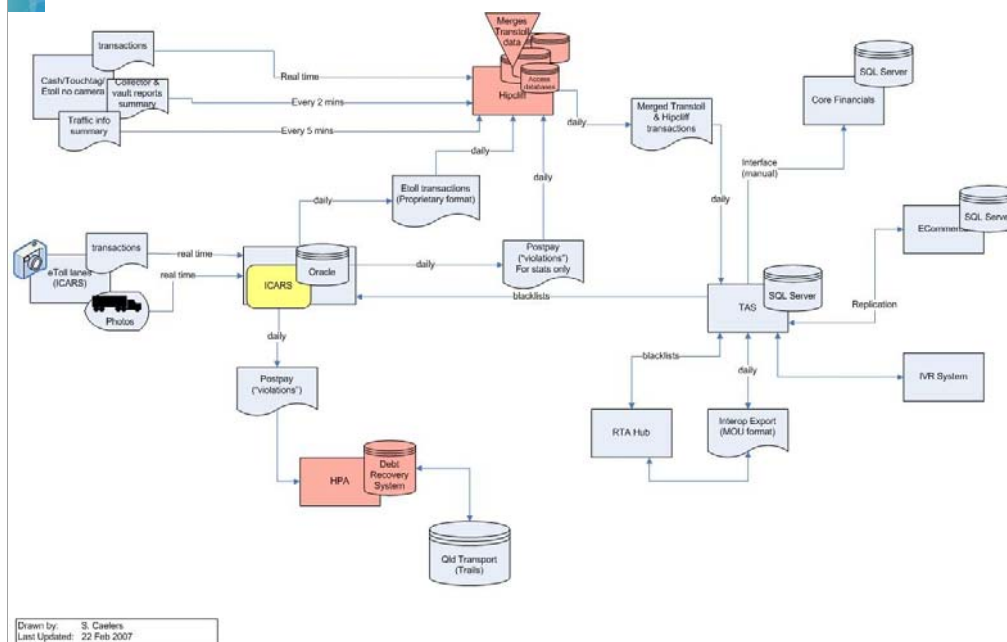 Merges
Transtoll
data
transactions
Cash/Touchtag/
Etoll no camera
Collector &
vault reports
summary
Traffic info
summary
Real time
Every 2 mins
Every 5 mins
Access
databases
Hipcliff
daily
Merged Transtoll
& Hipcliff
transactions
SQL Server
Core Financials
Interface
(manual)
daily
daily
daily
daily
Etoll transactions
(Proprietary format)
SQL Server
ECommerce
transactions
real time
eToll lanes
(ICARS)
real time
Photos
Oracle
ICARS
daily
Postpay
("violations")
For stats only
blacklists
TAS
SQL Server
Replication
daily
blacklists
daily
IVR System
Postpay
("violations")
RTA Hub
Interop Export
(MOU format)
HPA
Debt
Recovery
System
Qld Transport
(Trails)
Drawn by: S. Caelers
Last Updated: 22 Feb 2007